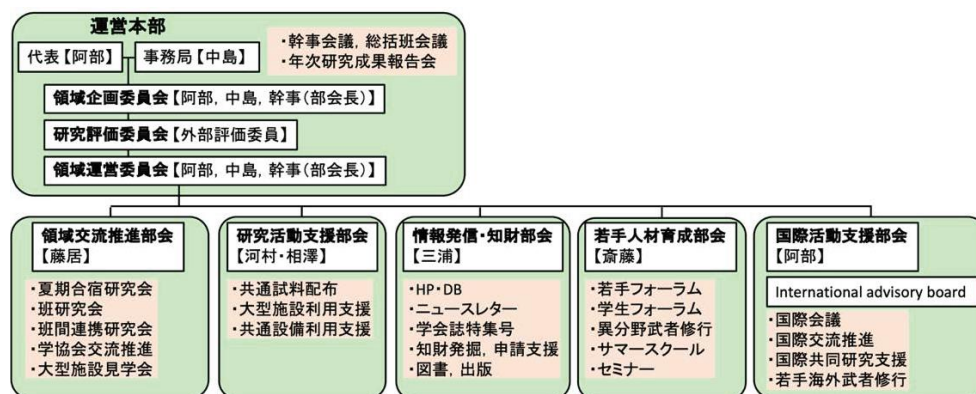 運営本部
代表【阿部】
事務局【中島】
・幹事会議, 総括班会議
・年次研究成果報告会
領域企画委員会【阿部, 中島, 幹事(部会長)】
研究評価委員会【外部評価委員】
領域運営委員会【阿部, 中島, 幹事(部会長)】
領域交流推進部会
【藤居】
・夏期合宿研究会
・班研究会
・班間連携研究会
・学協会交流推進
・大型施設見学会
研究活動支援部会
【河村・相澤】
・共通試料配布
・大型施設利用支援
・共通設備利用支援
情報発信・知財部会
【三浦】
・HP・DB
・ニュースレター
・学会誌特集号
・知財発掘, 申請支援
・図書, 出版
若手人材育成部会
【斎藤】
・若手フォーラム
・学生フォーラム
・異分野武者修行
・サマースクール
・セミナー
国際活動支援部会
【阿部】
International advisory board
・国際会議
・国際交流推進
・国際共同研究支援
・若手海外武者修行